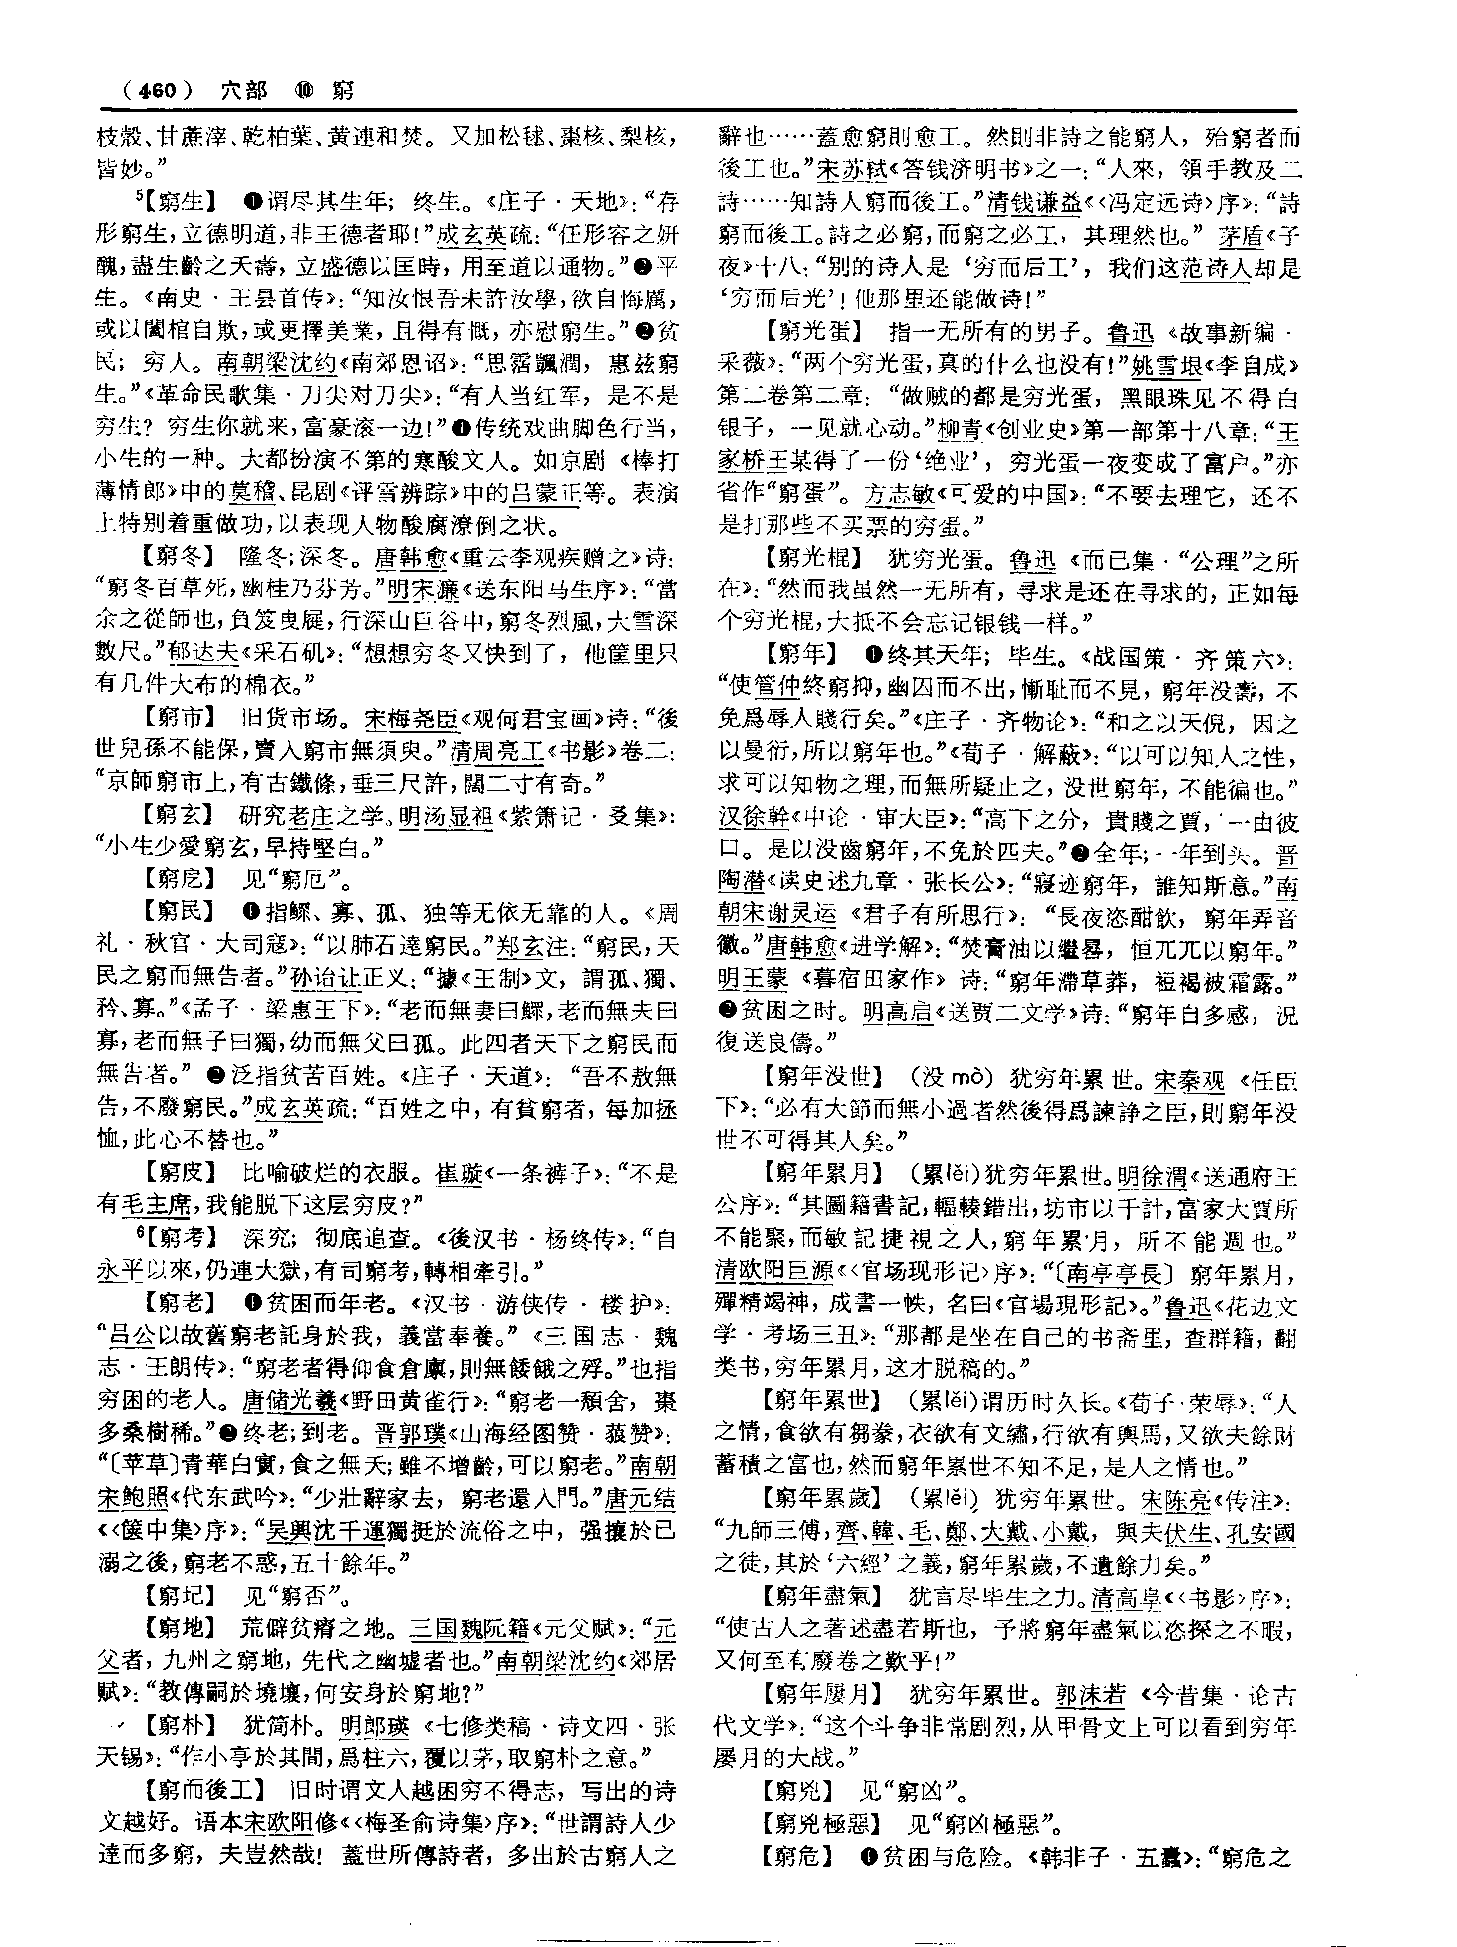 （460） 穴部 ⑩ 窮
枝殼、甘蔗滓、乾柏葉、黄連和焚。又加松毬、棗核、梨核，
皆妙。”
⁵【窮生】 ❶谓尽其生年；终生。《庄子·天地》：“存
形窮生，立德明道，非王德者耶！”成玄英疏：“任形容之妍
醜，盡生齡之夭壽，立盛德以匡時，用至道以通物。”❷平
生。《南史·王昙首传》：“知汝恨吾未許汝學，欲自悔厲，
或以闔棺自欺，或更擇美業，且得有慨，亦慰窮生。”❷贫
民；穷人。南朝梁沈约《南郊恩诏》：“思霑飄潤，惠兹窮
生。”《革命民歌集·刀尖对刀尖》：“有人当红军，是不是
穷生？穷生你就来，富豪滚一边！”❶传统戏曲脚色行当，
小生的一种。大都扮演不第的寒酸文人。如京剧《棒打
薄情郎》中的莫稽、昆剧《评雪辨踪》中的吕蒙正等。表演
上特别着重做功，以表现人物酸腐潦倒之状。
【窮冬】 隆冬；深冬。唐韩愈《重云李观疾赠之》诗：
“窮冬百草死，幽桂乃芬芳。”明宋濂《送东阳马生序》：“當
余之從師也，負笈曳屣，行深山巨谷中，窮冬烈風，大雪深
數尺。”郁达夫《采石矶》：“想想穷冬又快到了，他筐里只
有几件大布的棉衣。”
【窮市】 旧货市场。宋梅尧臣《观何君宝画》诗：“後
世兒孫不能保，賣入窮市無須臾。”清周亮工《书影》卷二：
“京師窮市上，有古鐵條，垂三尺許，闊二寸有奇。”
【窮玄】 研究老庄之学。明汤显祖《紫箫记·爻集》：
“小生少愛窮玄，早持堅白。”
【窮戹】 见“窮厄”。
【窮民】 ❶指鳏、寡、孤、独等无依无靠的人。《周
礼·秋官·大司寇》：“以肺石達窮民。”郑玄注：“窮民，天
民之窮而無告者。”孙诒让正义：“據《王制》文，謂孤、獨、
矜、寡。”《孟子·梁惠王下》：“老而無妻曰鰥，老而無夫曰
寡，老而無子曰獨，幼而無父曰孤。此四者天下之窮民而
無告者。” ❷泛指贫苦百姓。《庄子·天道》：“吾不敖無
告，不廢窮民。”成玄英疏：“百姓之中，有貧窮者，每加拯
恤，此心不替也。”
【窮皮】 比喻破烂的衣服。崔璇《一条裤子》：“不是
有毛主席，我能脱下这层穷皮？”
⁶【窮考】 深究；彻底追查。《後汉书·杨终传》：“自
永平以來，仍連大獄，有司窮考，轉相牽引。”
【窮老】 ❶贫困而年老。《汉书·游侠传·楼护》：
“吕公以故舊窮老託身於我，義當奉養。”《三国志·魏
志·王朗传》：“窮老者得仰食倉廪，則無餒餓之殍。”也指
穷困的老人。唐储光羲《野田黄雀行》：“窮老一頹舍，棗
多桑樹稀。”❷终老；到老。晋郭璞《山海经图赞·蓛赞》：
“〔苹草〕青華白實，食之無夭；雖不增齡，可以窮老。”南朝
宋鲍照《代东武吟》：“少壯辭家去，窮老還入門。”唐元结
《〈箧中集〉序》：“吴興沈千運獨挺於流俗之中，强攘於已
溺之後，窮老不惑，五十餘年。”
【窮圮】 见“窮否”。
【窮地】 荒僻贫瘠之地。三国魏阮籍《元父赋》：“元
父者，九州之窮地，先代之幽墟者也。”南朝梁沈约《郊居
赋》：“教傳嗣於墝壤，何安身於窮地？”
【窮朴】 犹简朴。明郎瑛《七修类稿·诗文四·张
天锡》：“作小亭於其間，爲柱六，覆以茅，取窮朴之意。”
【窮而後工】 旧时谓文人越困穷不得志，写出的诗
文越好。语本宋欧阳修《〈梅圣俞诗集〉序》：“世謂詩人少
達而多窮，夫豈然哉！蓋世所傳詩者，多出於古窮人之
辭也……蓋愈窮則愈工。然則非詩之能窮人，殆窮者而
後工也。”宋苏轼《答钱济明书》之一：“人來，領手教及二
詩……知詩人窮而後工。”清钱谦益《〈冯定远诗〉序》：“詩
窮而後工。詩之必窮，而窮之必工，其理然也。” 茅盾《子
夜》十八：“别的诗人是‘穷而后工’，我们这范诗人却是
‘穷而后光’！他那里还能做诗！”
【窮光蛋】 指一无所有的男子。鲁迅《故事新编·
采薇》：“两个穷光蛋，真的什么也没有！”姚雪垠《李自成》
第二卷第二章：“做贼的都是穷光蛋，黑眼珠见不得白
银子，一见就心动。”柳青《创业史》第一部第十八章：“王
家桥王某得了一份‘绝业’，穷光蛋一夜变成了富户。”亦
省作“窮蛋”。方志敏《可爱的中国》：“不要去理它，还不
是打那些不买票的穷蛋。”
【窮光棍】 犹穷光蛋。鲁迅《而已集·“公理”之所
在》：“然而我虽然一无所有，寻求是还在寻求的，正如每
个穷光棍，大抵不会忘记银钱一样。”
【窮年】 ❶终其天年；毕生。《战国策·齐策六》：
“使管仲終窮抑，幽囚而不出，慚耻而不見，窮年没壽，不
免爲辱人賤行矣。”《庄子·齐物论》：“和之以天倪，因之
以曼衍，所以窮年也。”《荀子·解蔽》：“以可以知人之性，
求可以知物之理，而無所疑止之，没世窮年，不能徧也。”
汉徐幹《中论·审大臣》：“高下之分，貴賤之賈，一由彼
口。是以没齒窮年，不免於匹夫。”❷全年；一年到头。晋
陶潜《读史述九章·张长公》：“寢迹窮年，誰知斯意。”南
朝宋谢灵运《君子有所思行》：“長夜恣酣飲，窮年弄音
徽。”唐韩愈《进学解》：“焚膏油以繼晷，恒兀兀以窮年。”
明王蒙《暮宿田家作》诗：“窮年滯草莽，裋褐被霜露。”
❷贫困之时。明高启《送贾二文学》诗：“窮年自多感，況
復送良儔。”
【窮年没世】 （没mò）犹穷年累世。宋秦观《任臣
下》：“必有大節而無小過者然後得爲諫諍之臣，則窮年没
世不可得其人矣。”
【窮年累月】 （累lěi）犹穷年累世。明徐渭《送通府王
公序》：“其圖籍書記，輻輳錯出，坊市以千計，富家大賈所
不能聚，而敏記捷視之人，窮年累月，所不能週也。”
清欧阳巨源《〈官场现形记〉序》：“〔南亭亭長〕窮年累月，
殫精竭神，成書一帙，名曰《官場現形記》。”鲁迅《花边文
学·考场三丑》：“那都是坐在自己的书斋里，查群籍，翻
类书，穷年累月，这才脱稿的。”
【窮年累世】 （累lěi）谓历时久长。《荀子·荣辱》：“人
之情，食欲有芻豢，衣欲有文繡，行欲有輿馬，又欲夫餘財
蓄積之富也，然而窮年累世不知不足，是人之情也。”
【窮年累歲】 （累lěi）犹穷年累世。宋陈亮《传注》：
“九師三傅，齊、韓、毛、鄭、大戴、小戴，與夫伏生、孔安國
之徒，其於‘六經’之義，窮年累歲，不遺餘力矣。”
【窮年盡氣】 犹言尽毕生之力。清高阜《〈书影〉序》：
“使古人之著述盡若斯也，予將窮年盡氣以恣探之不暇，
又何至有廢卷之歎乎！”
【窮年屢月】 犹穷年累世。郭沫若《今昔集·论古
代文学》：“这个斗争非常剧烈，从甲骨文上可以看到穷年
屡月的大战。”
【窮兇】 见“窮凶”。
【窮兇極惡】 见“窮凶極惡”。
【窮危】 ❶贫困与危险。《韩非子·五蠹》：“窮危之